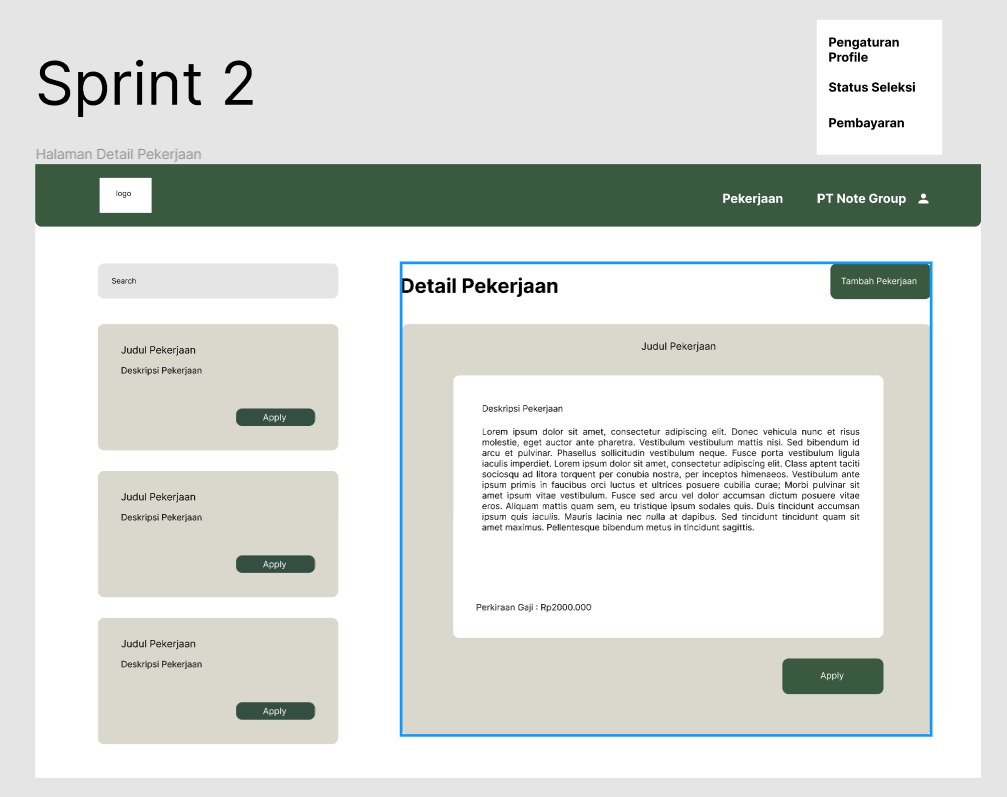 Sprint 2
Pengaturan
Profile
Status Seleksi
Pembayaran
Halaman Detail Pekerjaan
logo
Pekerjaan
PT Note Group
Search
Judul Pekerjaan
Deskripsi Pekerjaan
Apply
Judul Pekerjaan
Deskripsi Pekerjaan
Apply
Judul Pekerjaan
Deskripsi Pekerjaan
Apply
Detail Pekerjaan
Tambah Pekerjaan
Judul Pekerjaan
Deskripsi Pekerjaan
Lorem ipsum dolor sit amet, consectetur adipiscing elit. Donec vehicula nunc et risus
molestie, eget auctor ante pharetra. Vestibulum vestibulum mattis nisi. Sed bibendum id
arcu et pulvinar. Phasellus sollicitudin vestibulum neque. Fusce porta vestibulum ligula
iaculis imperdiet. Lorem ipsum dolor sit amet, consectetur adipiscing elit. Class aptent taciti
sociosqu ad litora torquent per conubia nostra, per inceptos himenaeos. Vestibulum ante
ipsum primis in faucibus orci luctus et ultrices posuere cubilia curae; Morbi pulvinar sit
amet ipsum vitae vestibulum. Fusce sed arcu vel dolor accumsan dictum posuere vitae
eros. Aliquam mattis quam sem, eu tristique ipsum sodales quis. Duis tincidunt accumsan
ipsum quis iaculis. Mauris lacinia nec nulla at dapibus. Sed tincidunt tincidunt quam sit
amet maximus. Pellentesque bibendum metus in tincidunt sagittis.
Perkiraan Gaji : Rp2000.000
Apply